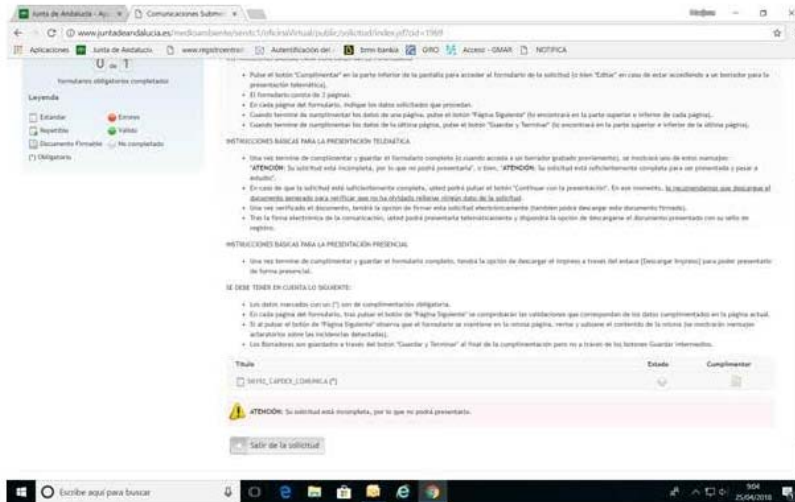 Junta de Andalucía - Ap
Comunicaciones Subme
www.juntadeandalucia.es/medioambiente/
Aplicaciones
Junta de Andalucía
www.registrocentral
Autentificación del
bmn-bankia
GIRO
Acceso - GMAR
NOTIFICA
0 de 1
formularios obligatorios completados
Leyenda
Estándar
Errores
Repetible
Válido
Documento Firmable
No completado
(*) Obligatorio
• Pulse el botón "Cumplimentar" en la parte inferior de la pantalla para acceder al formulario de la solicitud (o bien "Editar" en caso de estar accediendo a un borrador para la
presentación telemática).
• El formulario consta de 2 páginas.
• En cada página del formulario, indique los datos solicitados que procedan.
• Cuando termine de cumplimentar los datos de una página, pulse el botón "Página Siguiente" (lo encontrará en la parte superior e inferior de cada página).
• Cuando termine de cumplimentar los datos de la última página, pulse el botón "Guardar y Terminar" (lo encontrará en la parte superior e inferior de la última página).
INSTRUCCIONES BÁSICAS PARA LA PRESENTACIÓN TELEMÁTICA
• Una vez termine de cumplimentar y guardar el formulario completo (o cuando acceda a un borrador grabado previamente), se mostrará uno de estos mensajes:
"ATENCIÓN: Su solicitud está incompleta, por lo que no podrá presentarla", o bien, "ATENCIÓN: Su solicitud está suficientemente completa para ser presentada y pasar a
estudio".
• En caso de que la solicitud esté suficientemente completa, usted podrá pulsar el botón "Continuar con la presentación". En ese momento, le recomendamos que descargue el
documento generado para verificar que no ha olvidado rellenar ningún dato de la solicitud.
• Una vez verificado el documento, tendrá la opción de firmar esta solicitud electrónicamente (también podrá descargar este documento firmado).
• Tras la firma electrónica de la comunicación, usted podrá presentarla telemáticamente y dispondrá la opción de descargarse el documento presentado con su sello de
registro.
INSTRUCCIONES BÁSICAS PARA LA PRESENTACIÓN PRESENCIAL
• Una vez termine de cumplimentar y guardar el formulario completo, tendrá la opción de descargar el impreso a través del enlace [Descargar Impreso] para poder presentarlo
de forma presencial.
SE DEBE TENER EN CUENTA LO SIGUIENTE:
• Los datos marcados con un (*) son de cumplimentación obligatoria.
• En cada página del formulario, tras pulsar el botón de "Página Siguiente" se comprobarán las validaciones que correspondan de los datos cumplimentados en la página actual.
• Si al pulsar el botón de "Página Siguiente" observa que el formulario se mantiene en la misma página, revise y subsane el contenido de la misma (se mostrarán mensajes
aclaratorios sobre las incidencias detectadas).
• Los Borradores son guardados a través del botón "Guardar y Terminar" al final de la cumplimentación pero no a través de los botones Guardar intermedios.
Título
Estado
Cumplimentar
ATENCIÓN: Su solicitud está incompleta, por lo que no podrá presentarla.
Salir de la solicitud
Escribe aquí para buscar
9:04
25/04/2018